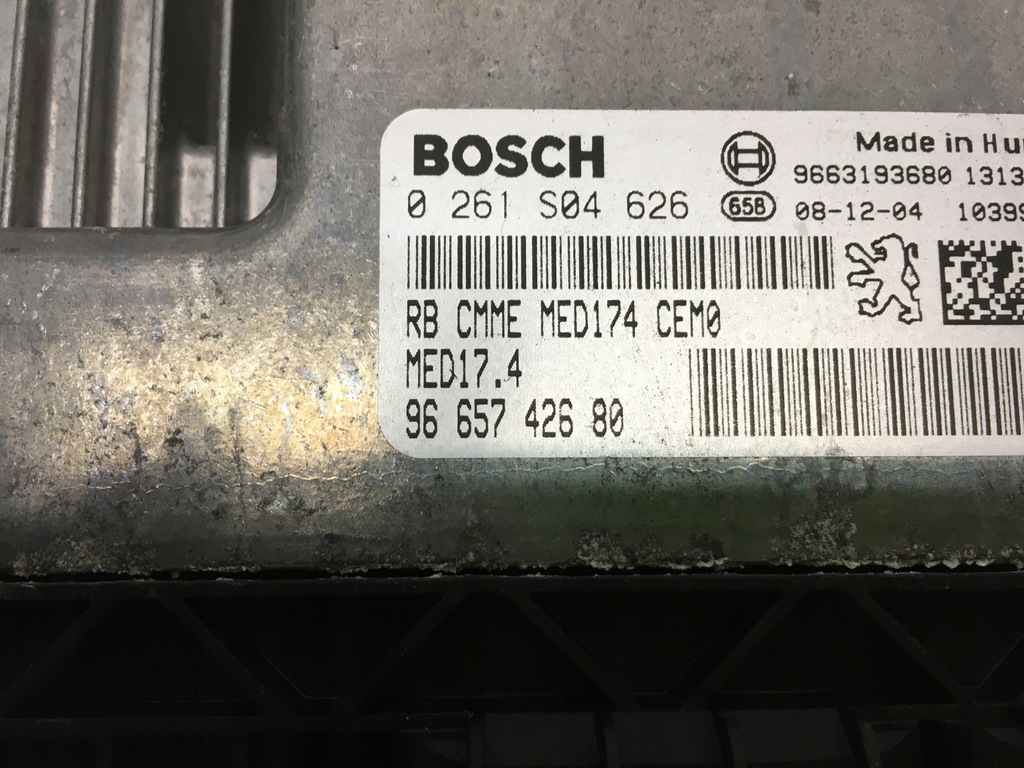 BOSCH
0 261 S04 626
658
Made in Hu
9663193680 1313
08-12-04 1039
RB CMME MED174 CEM0
MED17.4
96 657 426 80